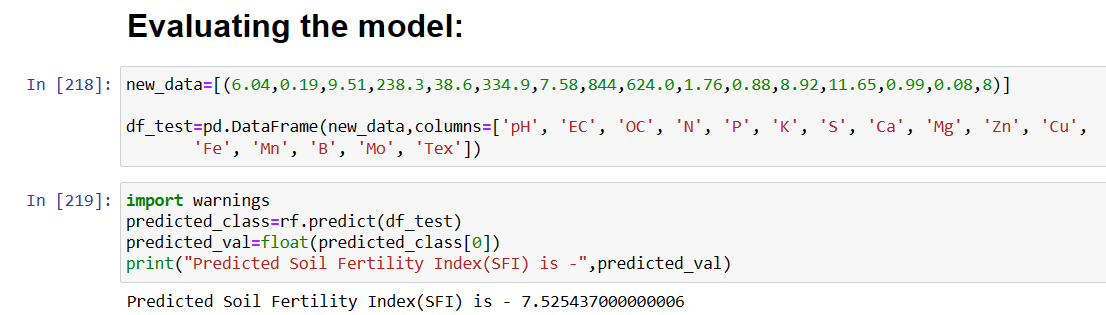 Evaluating the model:
In [218]: new_data=[(6.04,0.19,9.51,238.3,38.6,334.9,7.58,844,624.0,1.76,0.88,8.92,11.65,0.99,0.08,8)]
df_test=pd.DataFrame(new_data,columns=['pH', 'EC', 'OC', 'N', 'P', 'K', 'S', 'Ca', 'Mg', 'Zn', 'Cu',
'Fe', 'Mn', 'B', 'Mo', 'Tex'])
In [219]: import warnings
predicted_class=rf.predict(df_test)
predicted_val=float(predicted_class[0])
print("Predicted Soil Fertility Index(SFI) is -",predicted_val)
Predicted Soil Fertility Index(SFI) is - 7.525437000000006